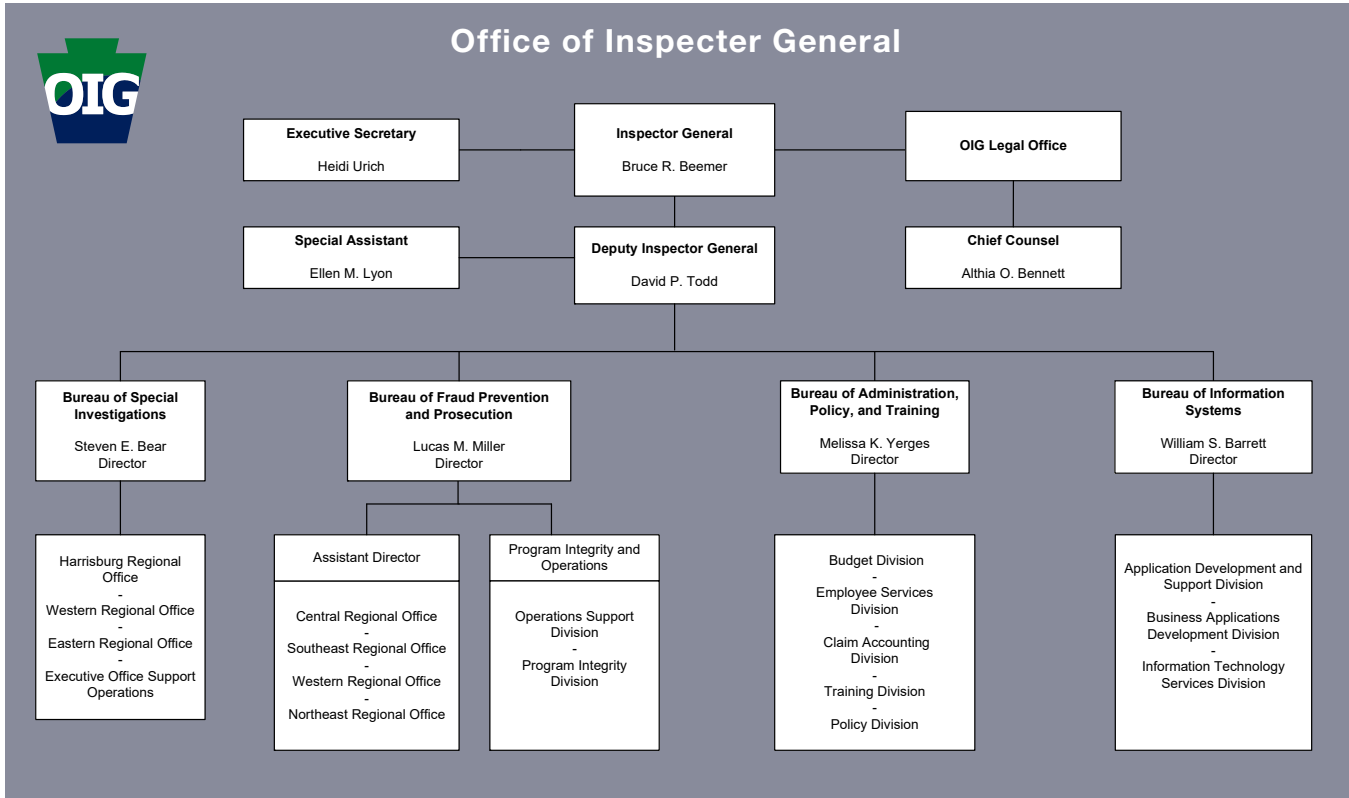 Office of Inspecter General
OIG
Executive Secretary
Heidi Urich
Inspector General
Bruce R. Beemer
OIG Legal Office
Special Assistant
Ellen M. Lyon
Deputy Inspector General
David P. Todd
Chief Counsel
Althia O. Bennett
Bureau of Special
Investigations
Steven E. Bear
Director
Bureau of Fraud Prevention
and Prosecution
Lucas M. Miller
Director
Bureau of Administration,
Policy, and Training
Melissa K. Yerges
Director
Bureau of Information
Systems
William S. Barrett
Director
Harrisburg Regional
Office
-
Western Regional Office
-
Eastern Regional Office
-
Executive Office Support
Operations
Assistant Director
Central Regional Office
-
Southeast Regional Office
-
Western Regional Office
-
Northeast Regional Office
Program Integrity and
Operations
Operations Support
Division
-
Program Integrity
Division
Budget Division
-
Employee Services
Division
-
Claim Accounting
Division
-
Training Division
-
Policy Division
Application Development and
Support Division
-
Business Applications
Development Division
-
Information Technology
Services Division